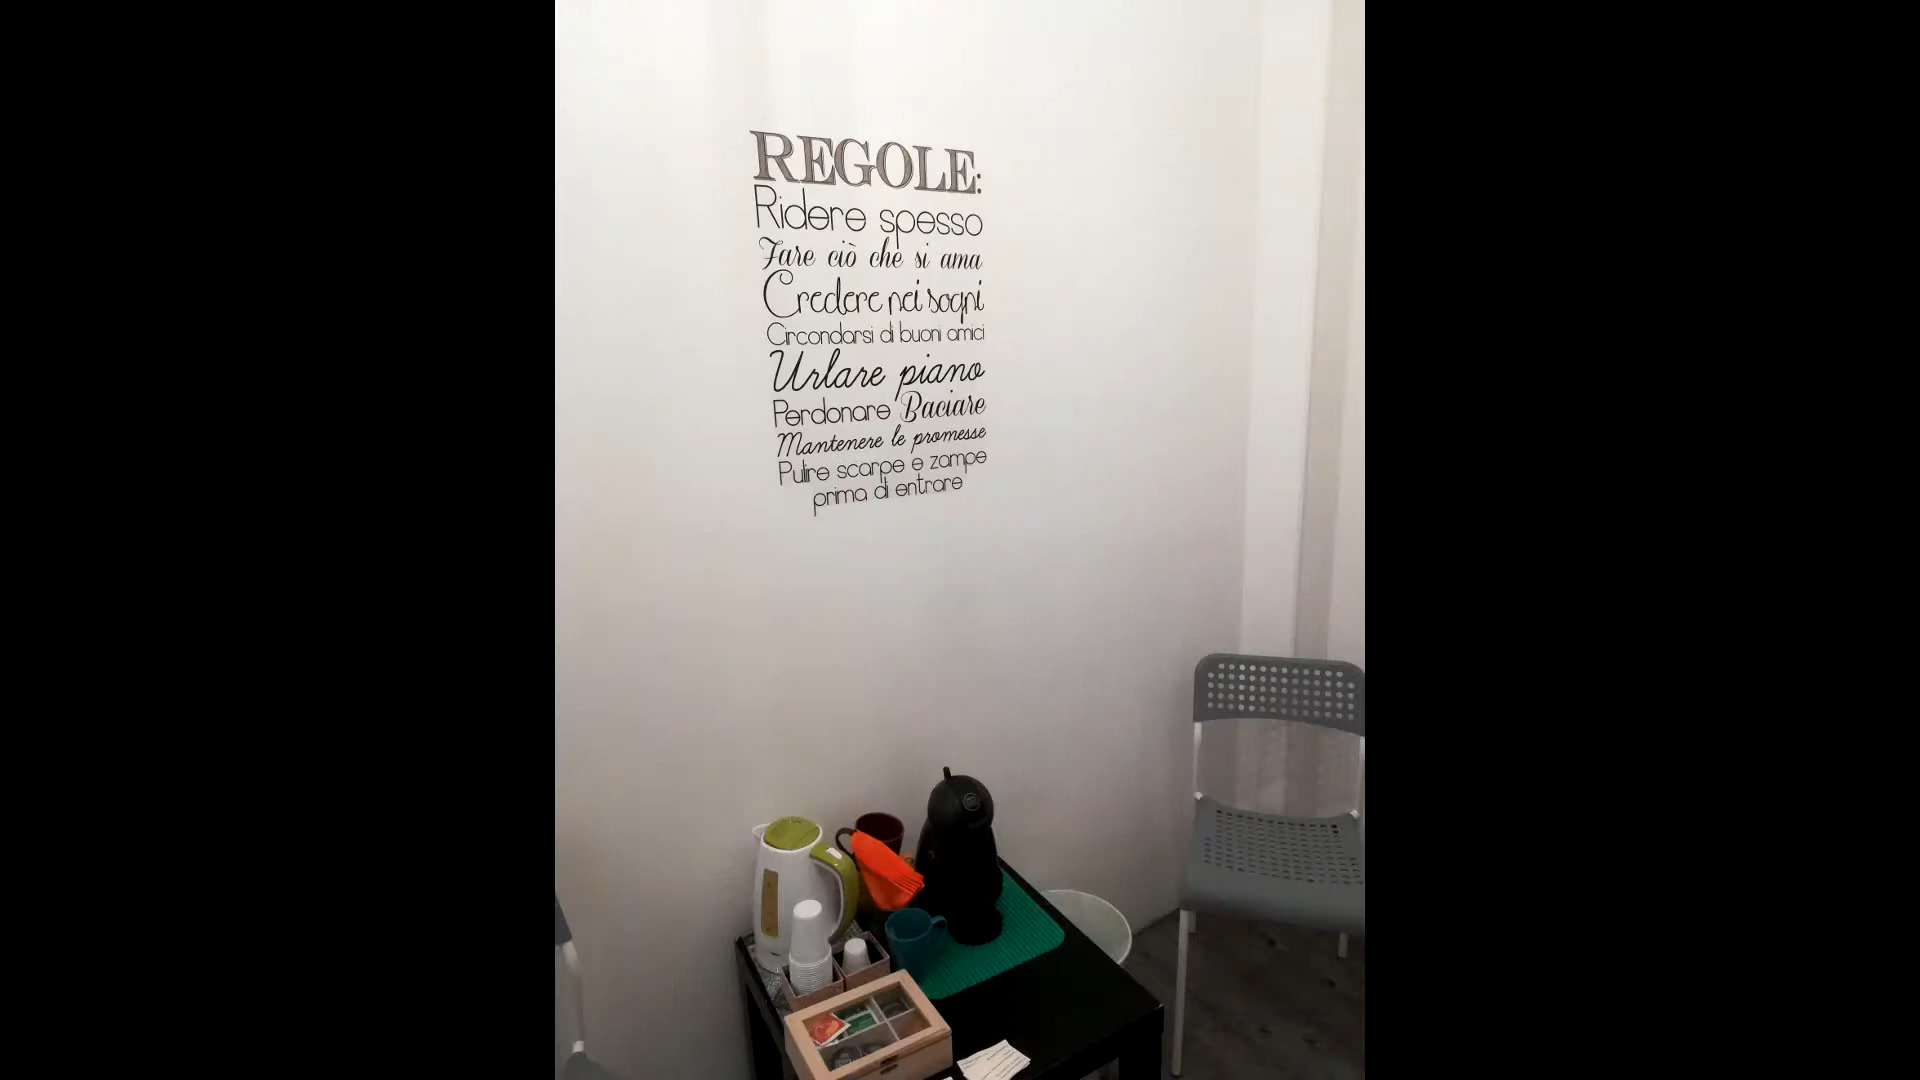 REGOLE:
Ridere spesso
Fare ciò che si ama
Credere nei sogni
Circondarsi di buoni amici
Urlare piano
Perdonare Baciare
Mantenere le promesse
Pulire scarpe e zampe
prima di entrare